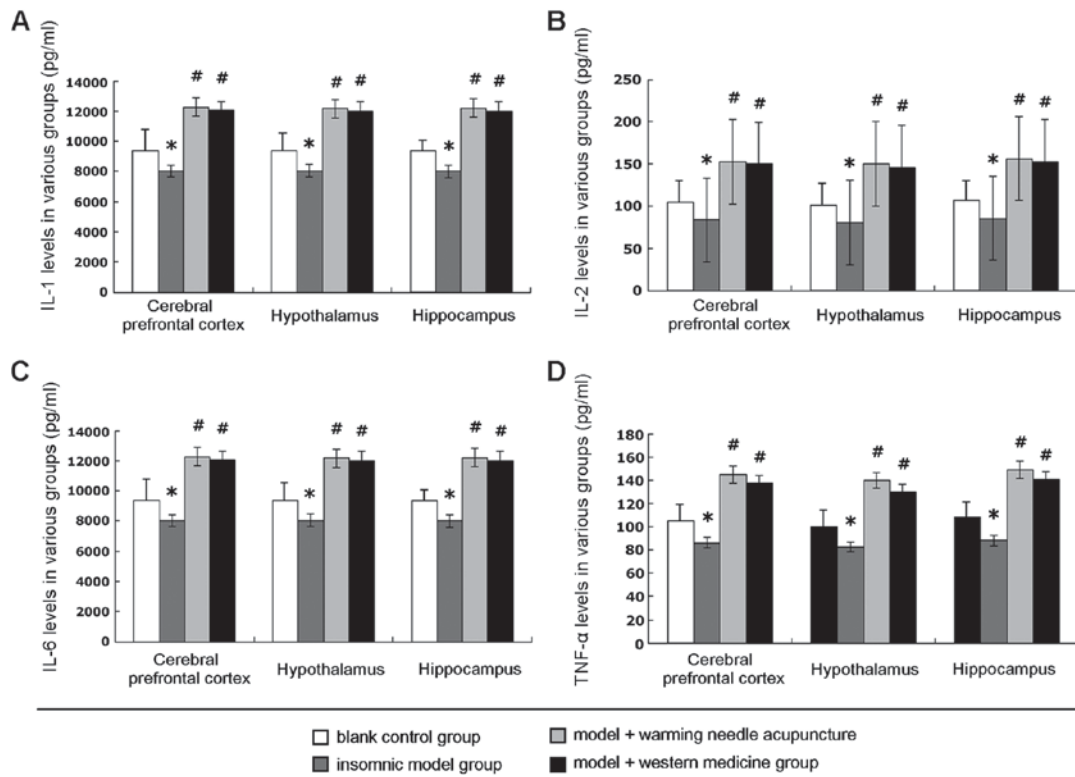 A
IL-1 levels in various groups (pg/ml)
14000
12000
10000
8000
6000
4000
2000
0
# #
*
# #
*
# #
*
Cerebral
prefrontal cortex
Hypothalamus
Hippocampus
B
IL-2 levels in various groups (pg/ml)
250
200
150
100
50
0
# #
*
# #
*
# #
*
Cerebral
prefrontal cortex
Hypothalamus
Hippocampus
C
IL-6 levels in various groups (pg/ml)
14000
12000
10000
8000
6000
4000
2000
0
# #
*
# #
*
# #
*
Cerebral
prefrontal cortex
Hypothalamus
Hippocampus
D
TNF-α levels in various groups (pg/ml)
180
160
140
120
100
80
60
40
20
0
# #
*
# #
*
# #
*
Cerebral
prefrontal cortex
Hypothalamus
Hippocampus
blank control group
insomnic model group
model + warming needle acupuncture
model + western medicine group